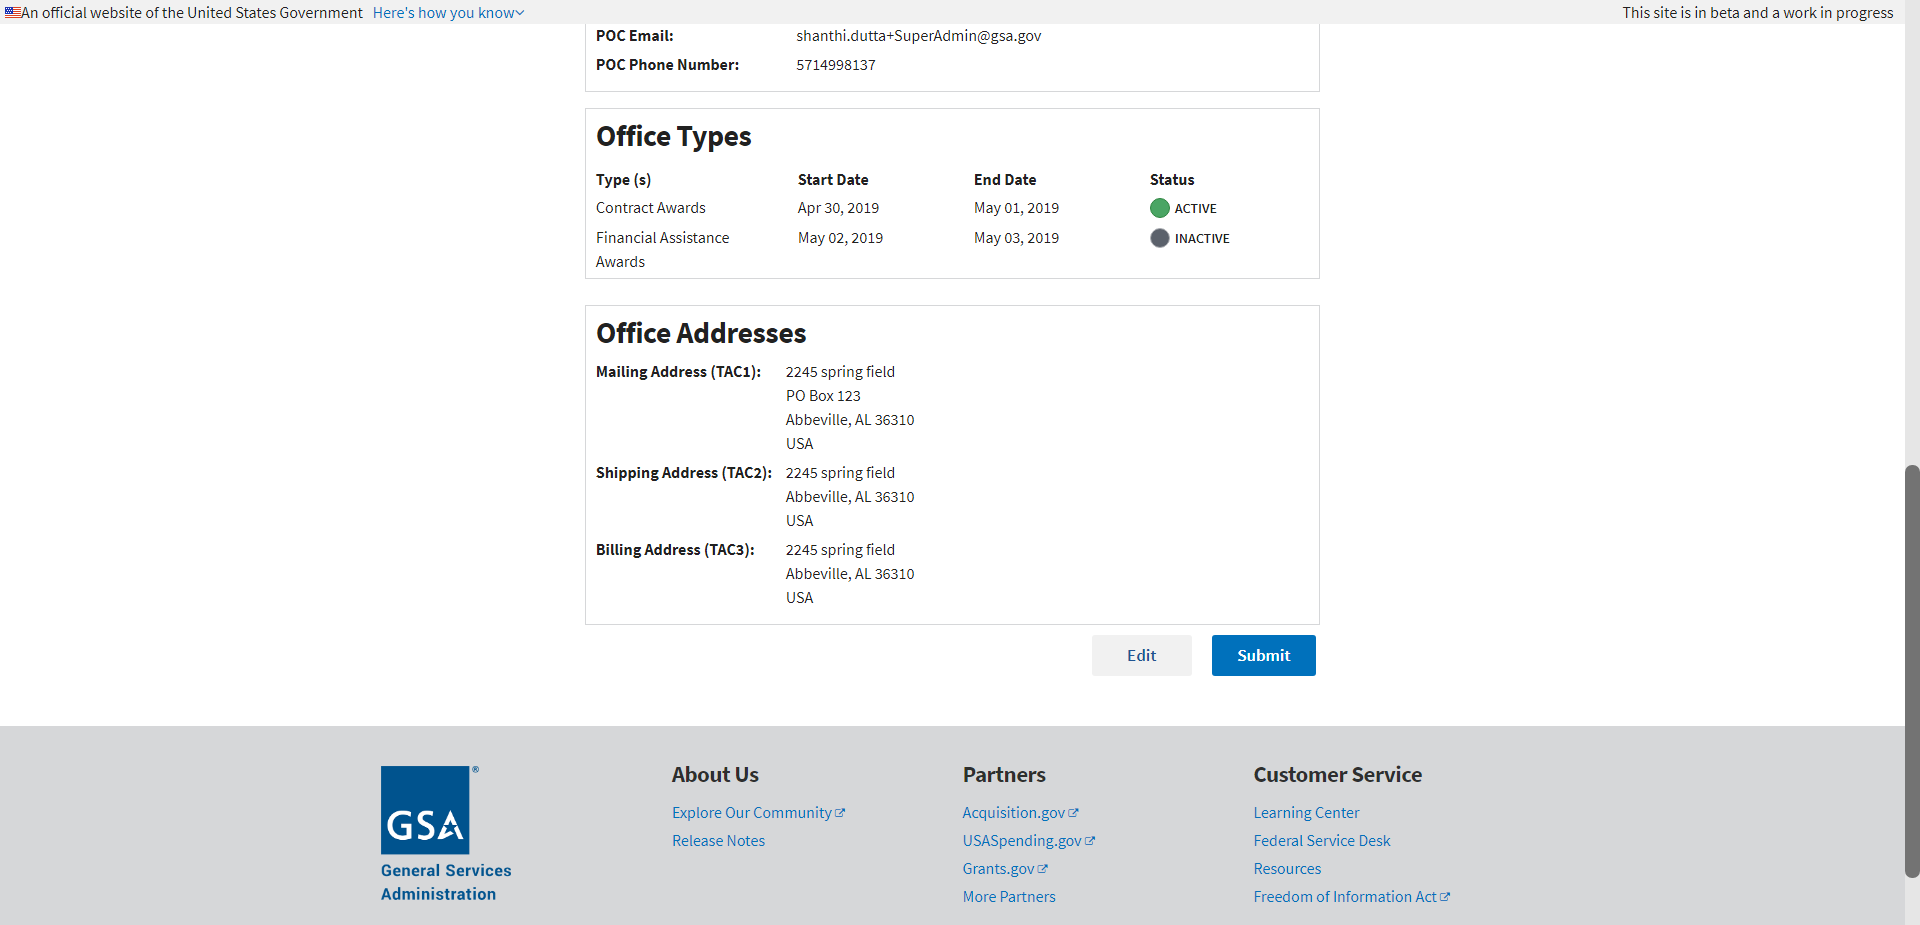 An official website of the United States Government Here's how you know
This site is in beta and a work in progress
POC Email: shanthi.dutta+SuperAdmin@gsa.gov
POC Phone Number: 5714998137
Office Types
Type (s) Start Date End Date Status
Contract Awards Apr 30, 2019 May 01, 2019 ACTIVE
Financial Assistance May 02, 2019 May 03, 2019 INACTIVE
Awards
Office Addresses
Mailing Address (TAC1): 2245 spring field
PO Box 123
Abbeville, AL 36310
USA
Shipping Address (TAC2): 2245 spring field
Abbeville, AL 36310
USA
Billing Address (TAC3): 2245 spring field
Abbeville, AL 36310
USA
Edit Submit
GSA ®
General Services
Administration
About Us
Explore Our Community
Release Notes
Partners
Acquisition.gov
USASpending.gov
Grants.gov
More Partners
Customer Service
Learning Center
Federal Service Desk
Resources
Freedom of Information Act